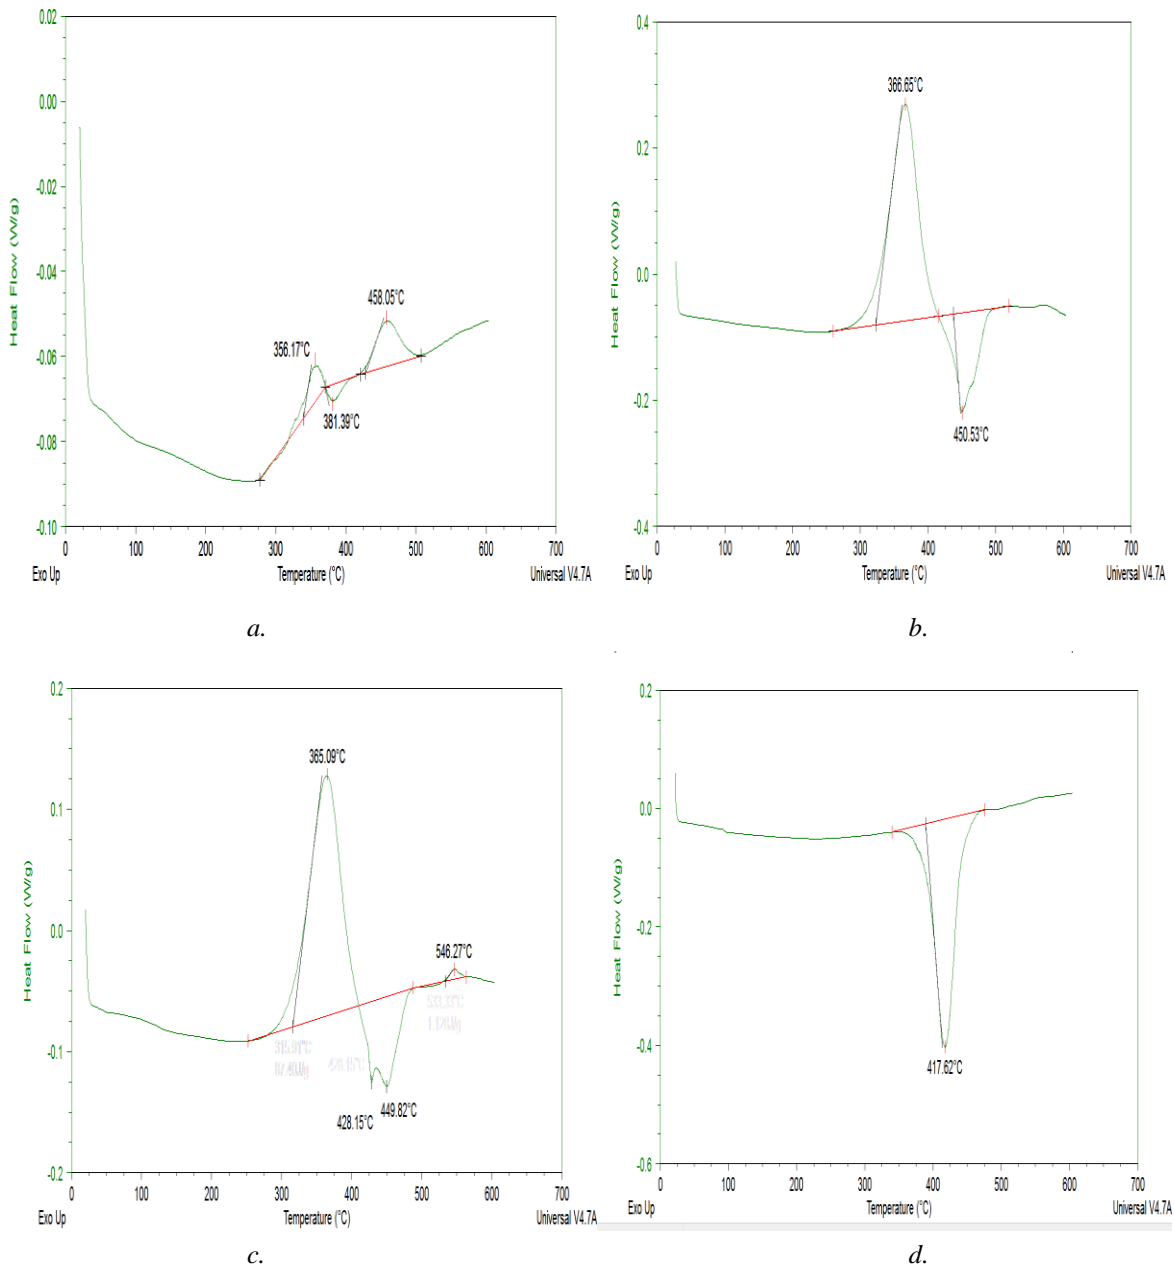 0.02
0.00
-0.02
-0.04
-0.06
-0.08
-0.10
Heat Flow (W/g)
356.17°C
458.05°C
381.39°C
0 100 200 300 400 500 600 700
Exo Up Temperature (°C) Universal V4.7A
a.
0.4
0.2
0.0
-0.2
-0.4
Heat Flow (W/g)
366.65°C
450.53°C
0 100 200 300 400 500 600 700
Exo Up Temperature (°C) Universal V4.7A
b.
0.2
0.1
0.0
-0.1
-0.2
Heat Flow (W/g)
365.09°C
546.27°C
533.33°C
428.15°C
449.82°C
428.15°C
0 100 200 300 400 500 600 700
Exo Up Temperature (°C) Universal V4.7A
c.
0.2
0.0
-0.2
-0.4
-0.6
Heat Flow (W/g)
417.62°C
0 100 200 300 400 500 600 700
Exo Up Temperature (°C) Universal V4.7A
d.